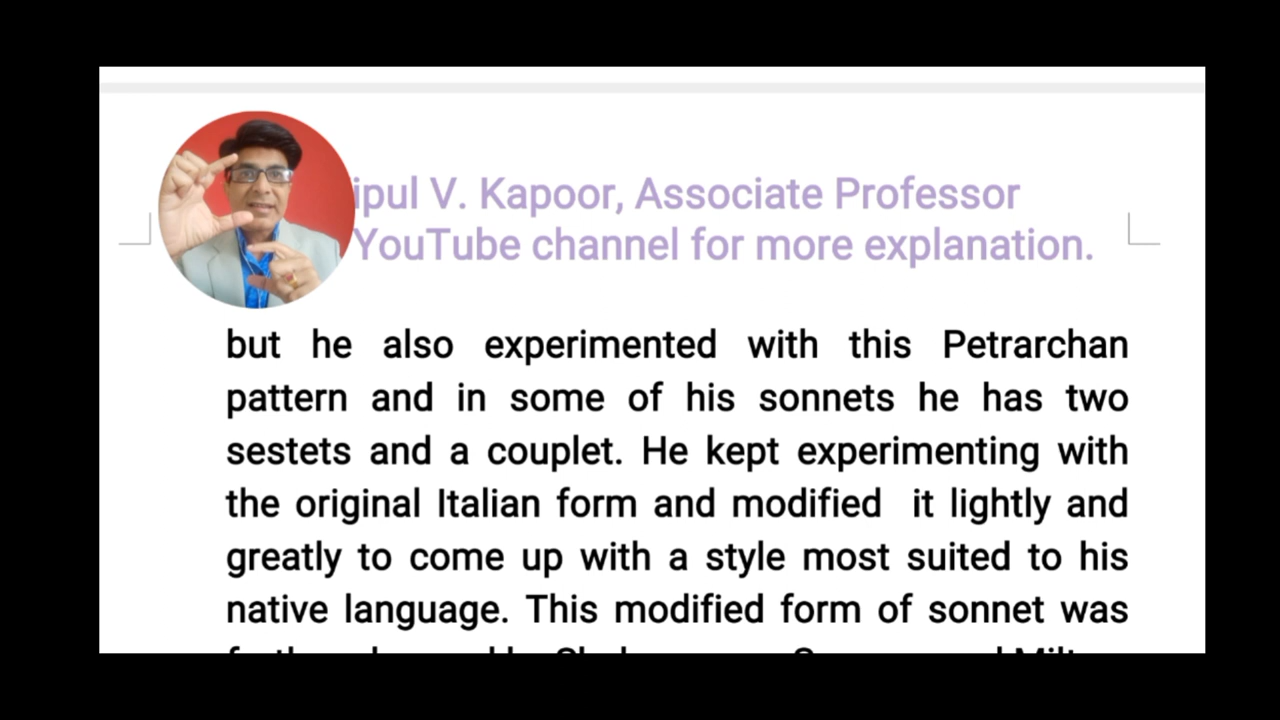 ipul V. Kapoor, Associate Professor
YouTube channel for more explanation.
but he also experimented with this Petrarchan
pattern and in some of his sonnets he has two
sestets and a couplet. He kept experimenting with
the original Italian form and modified it lightly and
greatly to come up with a style most suited to his
native language. This modified form of sonnet was